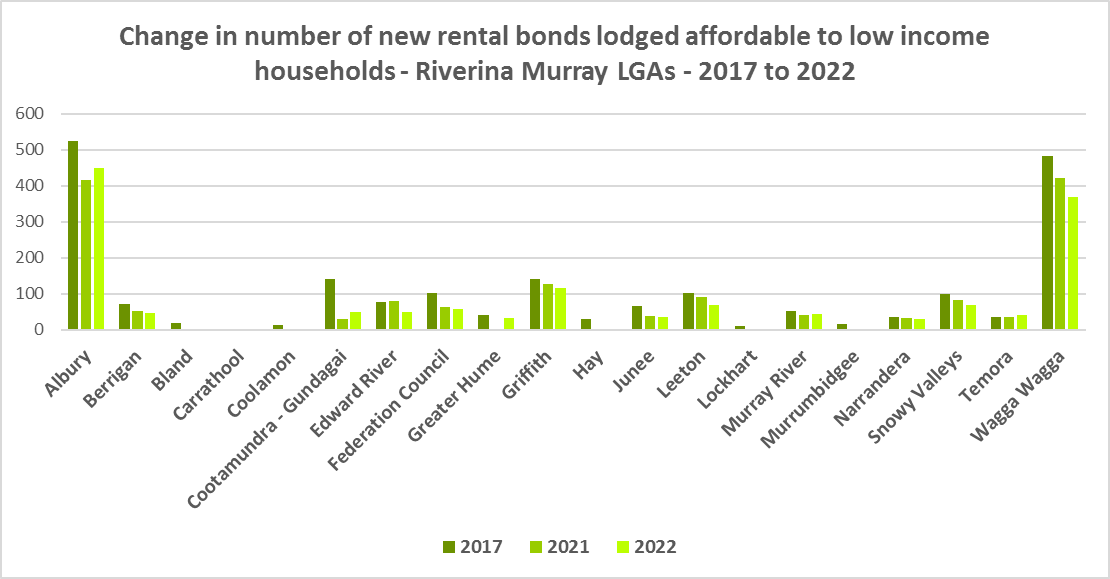 Change in number of new rental bonds lodged affordable to low income
households - Riverina Murray LGAs - 2017 to 2022
600
500
400
300
200
100
0
Albury
Berrigan
Bland
Carrathool
Coolamon
Cootamundra - Gundagai
Edward River
Federation Council
Greater Hume
Griffith
Hay
Junee
Leeton
Lockhart
Murray River
Murrumbidgee
Narrandera
Snowy Valleys
Temora
Wagga Wagga
2017
2021
2022